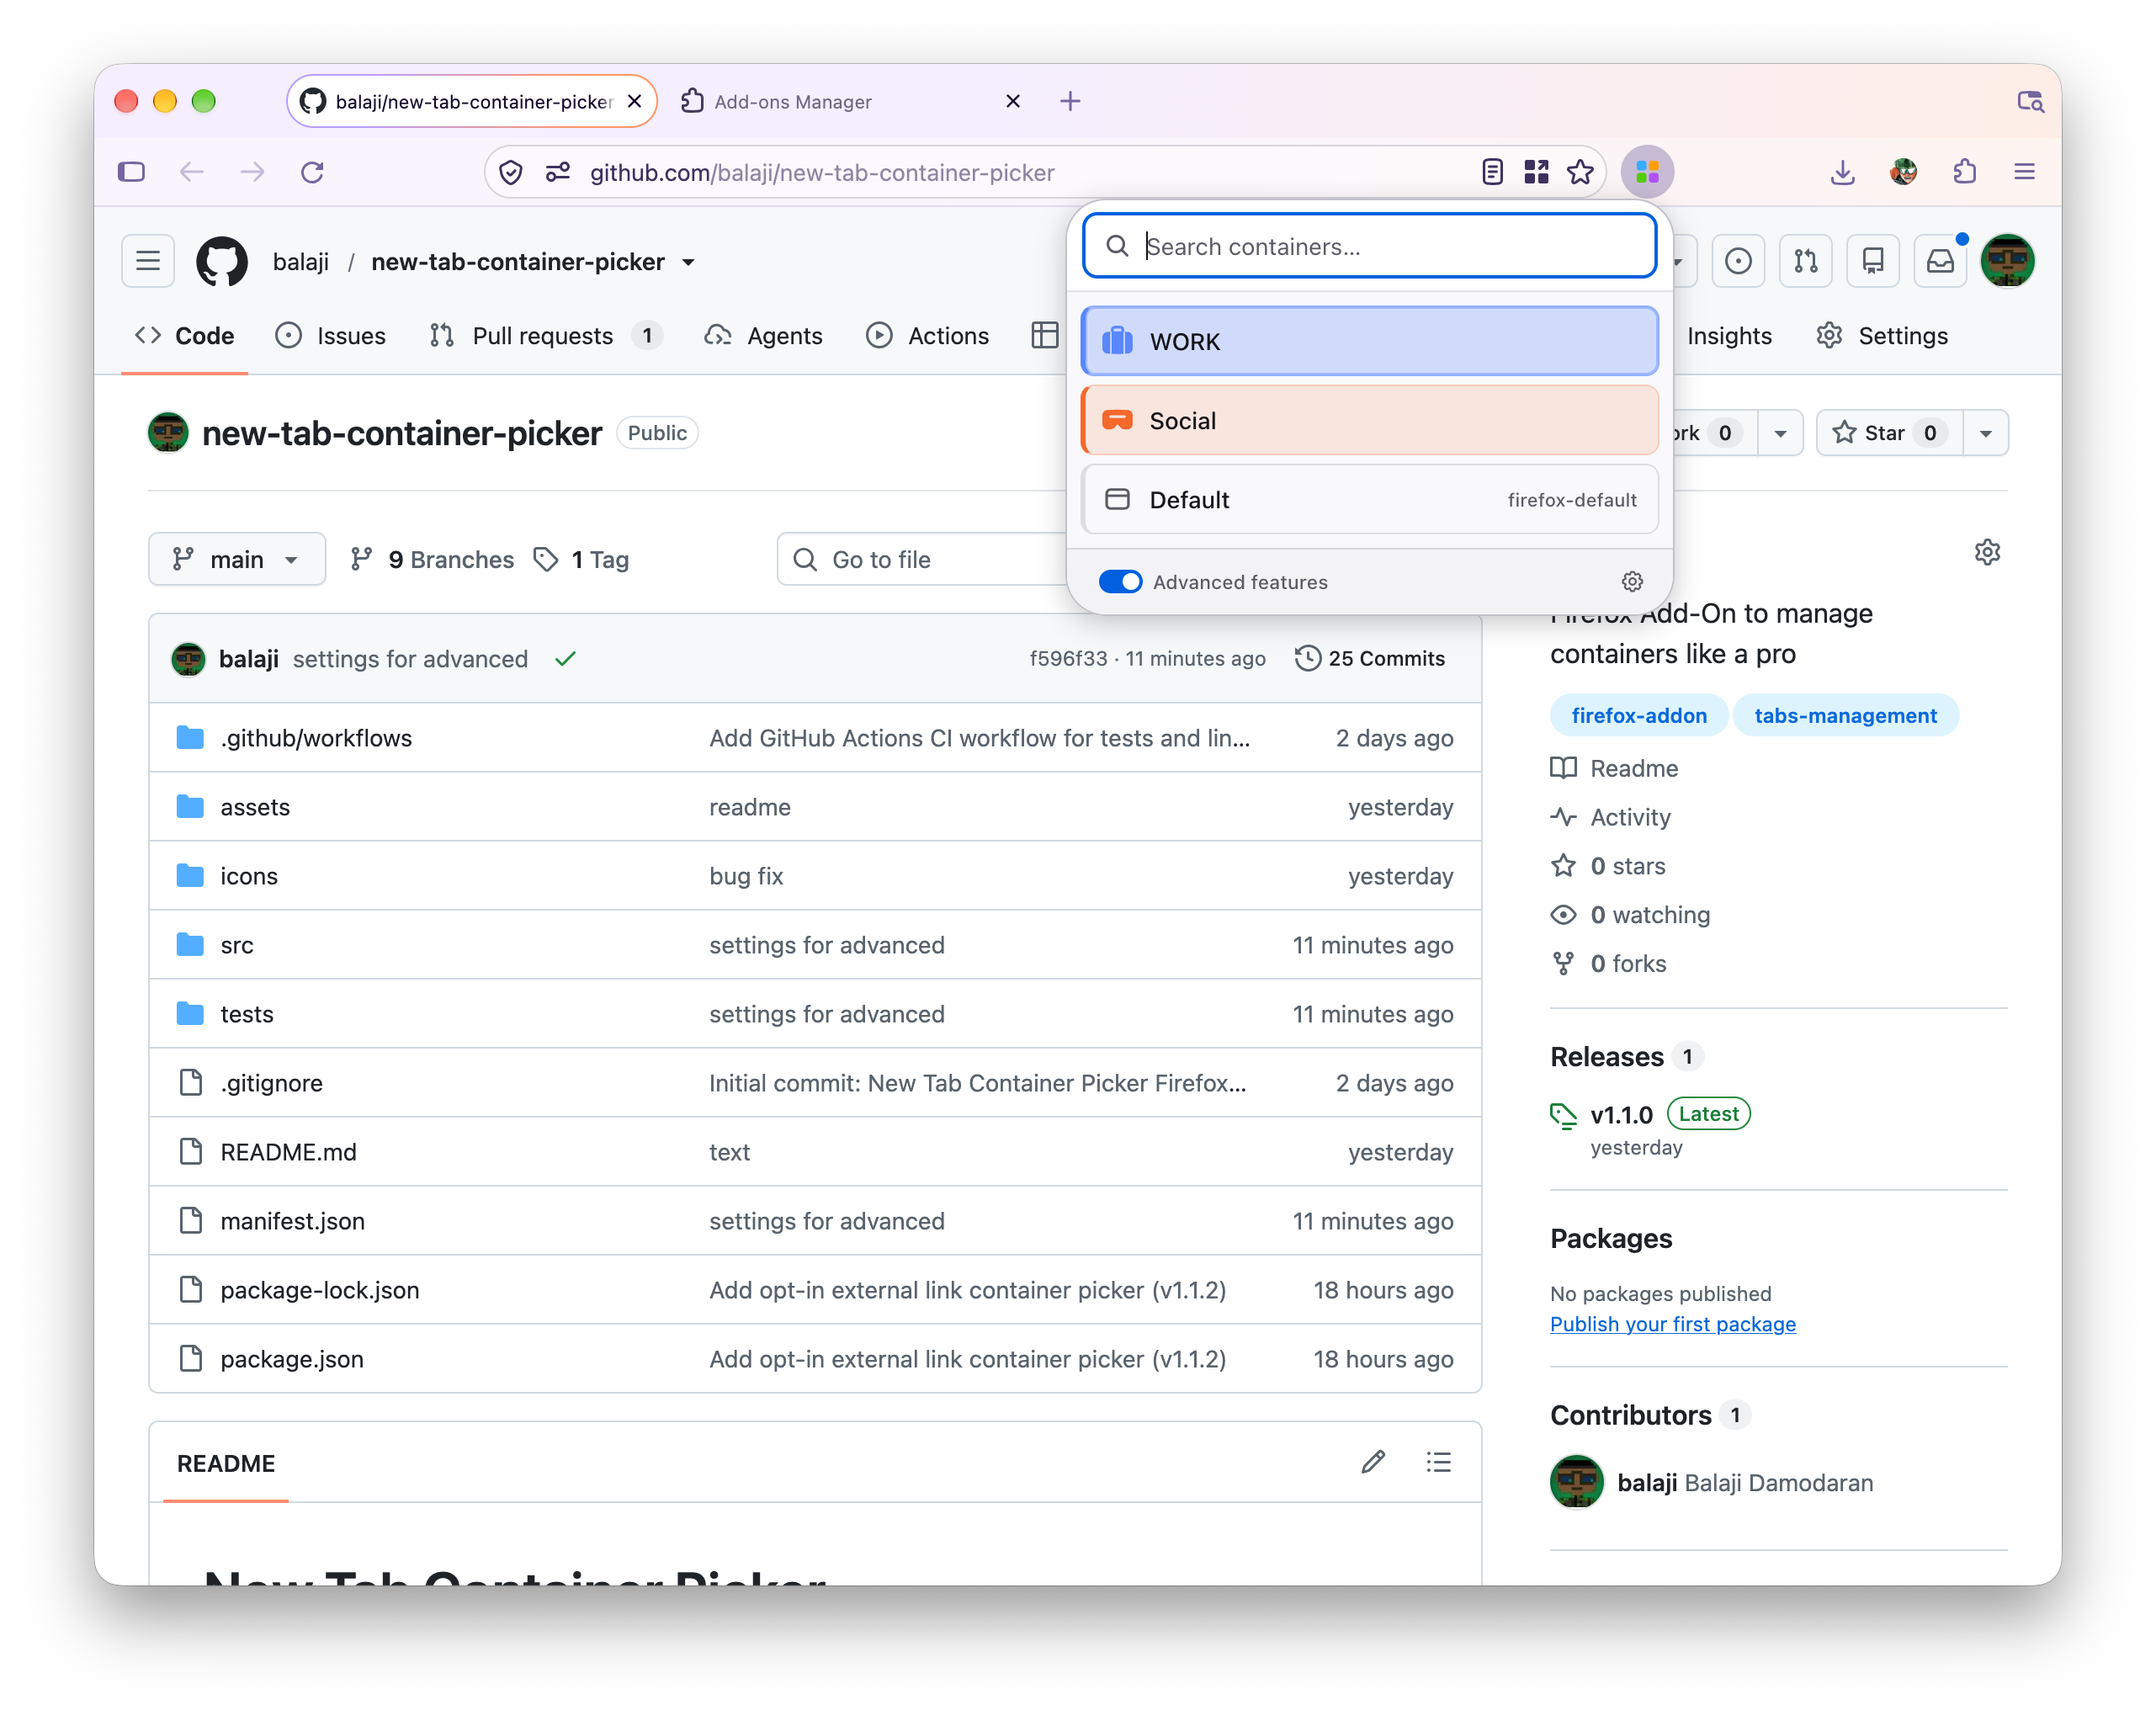 balaji/new-tab-container-picker
Add-ons Manager
github.com/balaji/new-tab-container-picker
Search containers...
balaji / new-tab-container-picker
Code Issues Pull requests 1 Agents Actions Insights Settings
WORK
Social
Default firefox-default
Advanced features
new-tab-container-picker Public
0 Star 0
main 9 Branches 1 Tag Go to file
Firefox Add-On to manage
containers like a pro
balaji settings for advanced f596f33 · 11 minutes ago 25 Commits
firefox-addon tabs-management
.github/workflows Add GitHub Actions CI workflow for tests and lin... 2 days ago
assets readme yesterday
icons bug fix yesterday
src settings for advanced 11 minutes ago
tests settings for advanced 11 minutes ago
.gitignore Initial commit: New Tab Container Picker Firefox... 2 days ago
README.md text yesterday
manifest.json settings for advanced 11 minutes ago
package-lock.json Add opt-in external link container picker (v1.1.2) 18 hours ago
package.json Add opt-in external link container picker (v1.1.2) 18 hours ago
Readme
Activity
0 stars
0 watching
0 forks
Releases 1
v1.1.0 Latest
yesterday
Packages
No packages published
Publish your first package
Contributors 1
balaji Balaji Damodaran
README
New Tab Container Picker